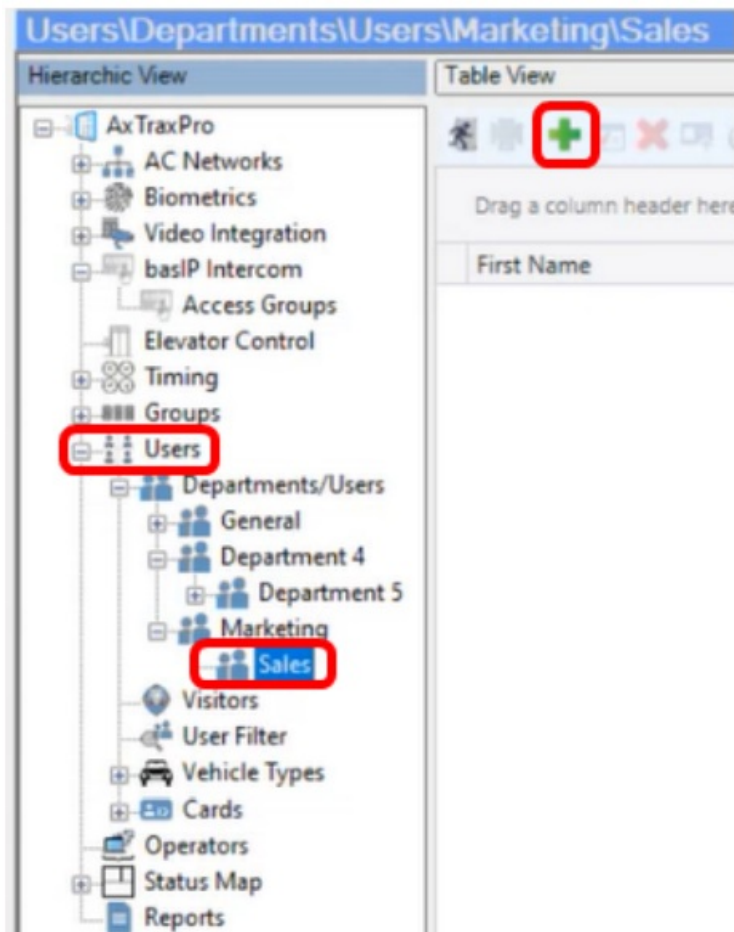 Users\Departments\Users\Marketing\Sales
Hierarchic View
Table View
AxTraxPro
AC Networks
Biometrics
Video Integration
basIP Intercom
Access Groups
Elevator Control
Timing
Groups
Users
Departments/Users
General
Department 4
Department 5
Marketing
Sales
Visitors
User Filter
Vehicle Types
Cards
Operators
Status Map
Reports
Drag a column header here
First Name